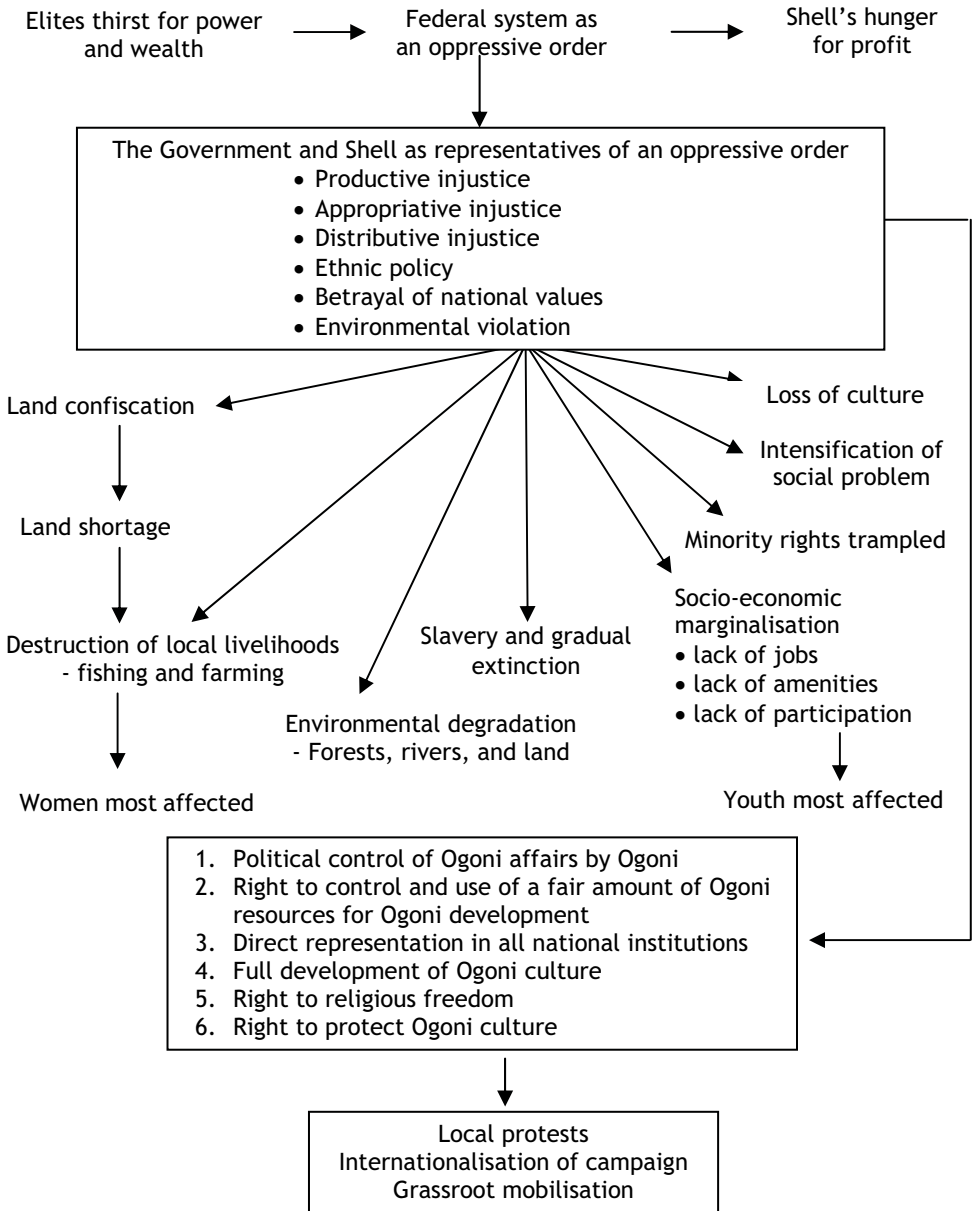 Elites thirst for power
and wealth
Federal system as
an oppressive order
Shell’s hunger
for profit
The Government and Shell as representatives of an oppressive order
• Productive injustice
• Appropriative injustice
• Distributive injustice
• Ethnic policy
• Betrayal of national values
• Environmental violation
Land confiscation
Land shortage
Destruction of local livelihoods
- fishing and farming
Women most affected
Environmental degradation
- Forests, rivers, and land
Slavery and gradual
extinction
Loss of culture
Intensification of
social problem
Minority rights trampled
Socio-economic
marginalisation
• lack of jobs
• lack of amenities
• lack of participation
Youth most affected
1. Political control of Ogoni affairs by Ogoni
2. Right to control and use of a fair amount of Ogoni
resources for Ogoni development
3. Direct representation in all national institutions
4. Full development of Ogoni culture
5. Right to religious freedom
6. Right to protect Ogoni culture
Local protests
Internationalisation of campaign
Grassroot mobilisation